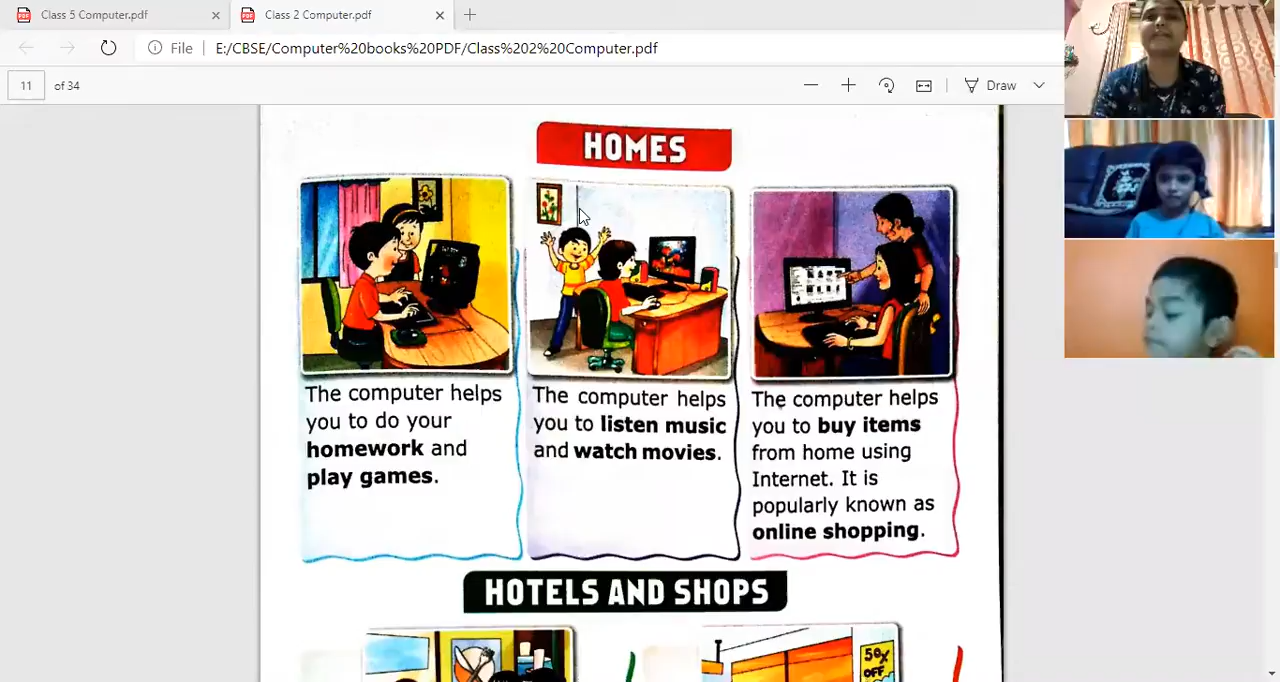 Class 5 Computer.pdf
Class 2 Computer.pdf
File
E:/CBSE/Computer%20books%20PDF/Class%202%20Computer.pdf
11 of 34
Draw
HOMES
The computer helps
you to do your
homework and
play games.
The computer helps
you to listen music
and watch movies.
The computer helps
you to buy items
from home using
Internet. It is
popularly known as
online shopping.
HOTELS AND SHOPS
50%
OFF